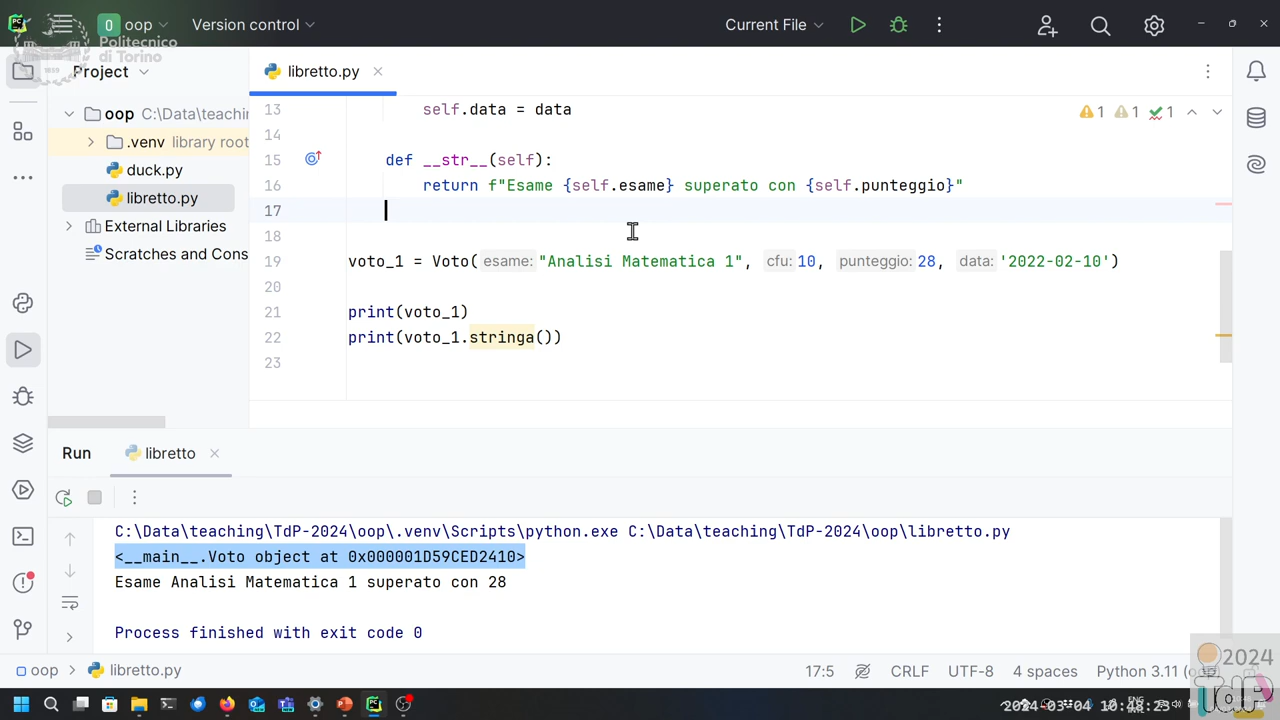 oop
Version control
Current File
Politecnico
di Torino
Project
libretto.py
oop C:\Data\teachin
.venv library root
duck.py
libretto.py
External Libraries
Scratches and Cons
13 self.data = data
14
15 def __str__(self):
16 return f"Esame {self.esame} superato con {self.punteggio}"
17
18
19 voto_1 = Voto( esame: "Analisi Matematica 1", cfu: 10, punteggio: 28, data: '2022-02-10')
20
21 print(voto_1)
22 print(voto_1.stringa())
23
1 1 1
Run libretto
C:\Data\teaching\TdP-2024\oop\.venv\Scripts\python.exe C:\Data\teaching\TdP-2024\oop\libretto.py
<__main__.Voto object at 0x000001D59CED2410>
Esame Analisi Matematica 1 superato con 28
Process finished with exit code 0
oop > libretto.py
17:5 CRLF UTF-8 4 spaces Python 3.11
2024
TdP